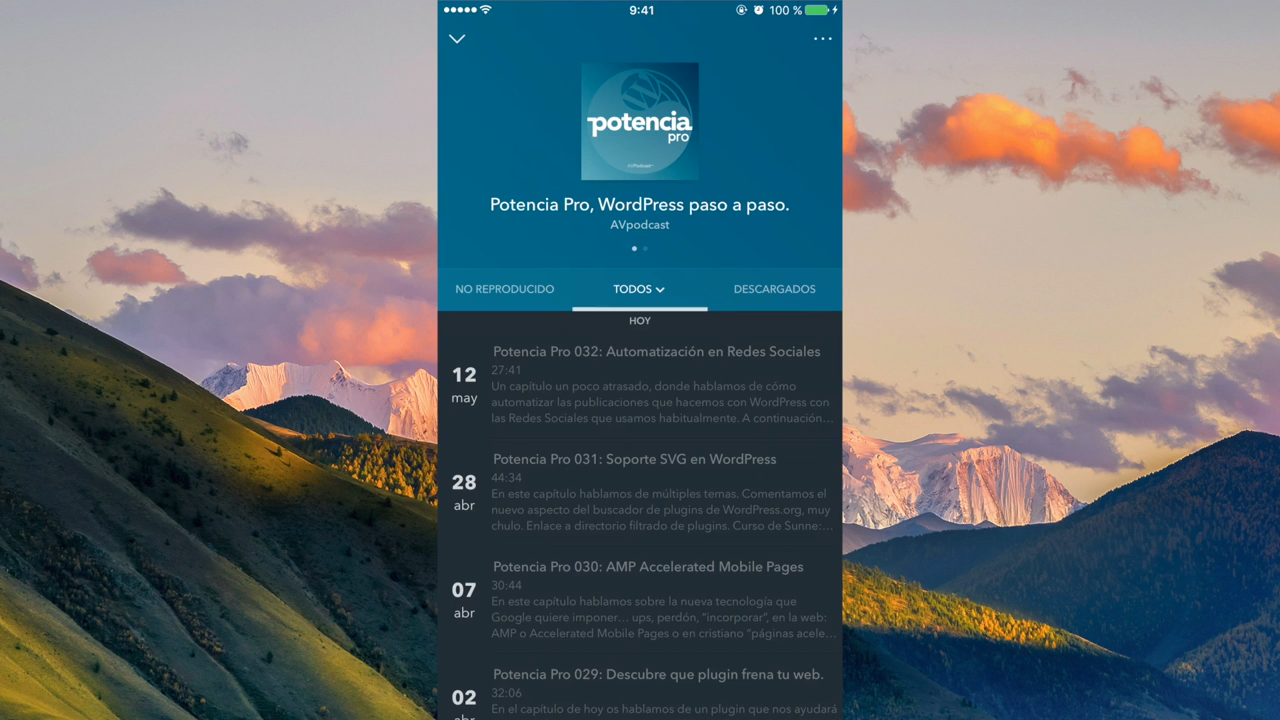 9:41
100 %
potencia
pro
Potencia Pro, WordPress paso a paso.
AVpodcast
NO REPRODUCIDO
TODOS
DESCARGADOS
HOY
12
may
Potencia Pro 032: Automatización en Redes Sociales
27:41
Un capítulo un poco atrasado, donde hablamos de cómo
automatizar las publicaciones que hacemos con WordPress con
las Redes Sociales que usamos habitualmente. A continuación...
28
abr
Potencia Pro 031: Soporte SVG en WordPress
44:34
En este capítulo hablamos de múltiples temas. Comentamos el
nuevo aspecto del buscador de plugins de WordPress.org, muy
chulo. Enlace a directorio filtrado de plugins. Curso de Sunne:...
07
abr
Potencia Pro 030: AMP Accelerated Mobile Pages
30:44
En este capítulo hablamos sobre la nueva tecnología que
Google quiere imponer... ups, perdón, “incorporar”, en la web:
AMP o Accelerated Mobile Pages o en cristiano “páginas acele...
02
abr
Potencia Pro 029: Descubre que plugin frena tu web.
32:06
En el capítulo de hoy os hablamos de un plugin que nos ayudará